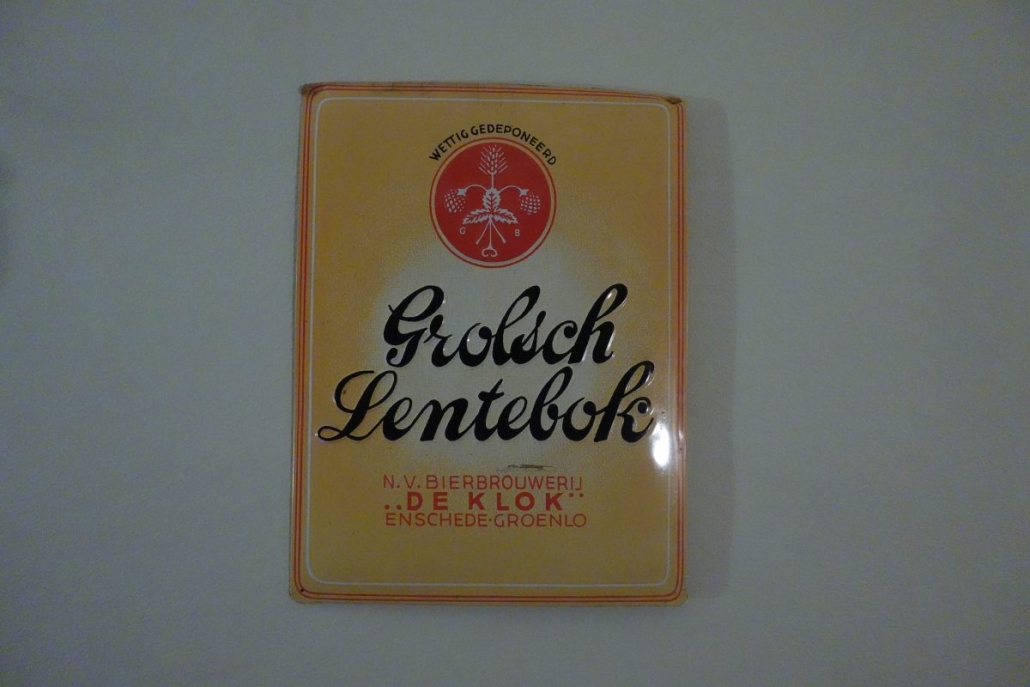 WETTIG GEDEPONEERD
G B
Grolsch
Lentebok
N.V. BIERBROUWERIJ
„DE KLOK"
ENSCHEDE·GROENLO